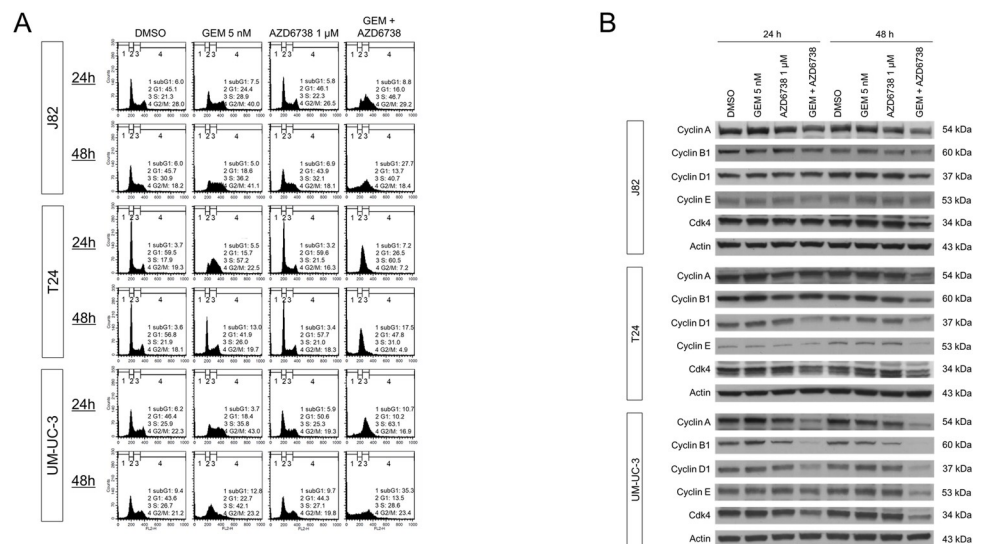 A
DMSO
GEM 5 nM
AZD6738 1 µM
GEM +
AZD6738
J82
24h
1 subG1: 6.0
2 G1: 45.1
3 S: 21.3
4 G2/M: 28.0
1 subG1: 7.5
2 G1: 24.4
3 S: 28.9
4 G2/M: 40.0
1 subG1: 5.8
2 G1: 46.1
3 S: 22.3
4 G2/M: 26.5
1 subG1: 8.8
2 G1: 16.0
3 S: 46.7
4 G2/M: 29.2
48h
1 subG1: 6.0
2 G1: 45.7
3 S: 30.9
4 G2/M: 18.2
1 subG1: 5.0
2 G1: 18.6
3 S: 36.2
4 G2/M: 41.1
1 subG1: 6.9
2 G1: 43.9
3 S: 32.1
4 G2/M: 18.1
1 subG1: 27.7
2 G1: 13.7
3 S: 40.7
4 G2/M: 18.4
T24
24h
1 subG1: 3.7
2 G1: 59.5
3 S: 17.9
4 G2/M: 19.3
1 subG1: 5.5
2 G1: 15.7
3 S: 57.2
4 G2/M: 22.5
1 subG1: 3.2
2 G1: 59.6
3 S: 21.5
4 G2/M: 16.3
1 subG1: 7.2
2 G1: 26.5
3 S: 60.5
4 G2/M: 7.2
48h
1 subG1: 3.6
2 G1: 56.8
3 S: 21.9
4 G2/M: 18.1
1 subG1: 13.0
2 G1: 41.9
3 S: 26.0
4 G2/M: 19.7
1 subG1: 3.4
2 G1: 57.7
3 S: 21.0
4 G2/M: 18.3
1 subG1: 17.5
2 G1: 47.8
3 S: 31.0
4 G2/M: 4.9
UM-UC-3
24h
1 subG1: 6.2
2 G1: 46.4
3 S: 25.9
4 G2/M: 22.3
1 subG1: 3.7
2 G1: 18.4
3 S: 35.8
4 G2/M: 43.0
1 subG1: 5.9
2 G1: 50.6
3 S: 25.3
4 G2/M: 19.3
1 subG1: 10.7
2 G1: 10.2
3 S: 63.1
4 G2/M: 16.9
48h
1 subG1: 9.4
2 G1: 43.6
3 S: 26.7
4 G2/M: 21.2
1 subG1: 12.8
2 G1: 22.7
3 S: 42.1
4 G2/M: 23.2
1 subG1: 9.7
2 G1: 44.3
3 S: 27.1
4 G2/M: 19.8
1 subG1: 35.3
2 G1: 13.5
3 S: 28.6
4 G2/M: 23.4
B
24 h
48 h
DMSO
GEM 5 nM
AZD6738 1 µM
GEM + AZD6738
DMSO
GEM 5 nM
AZD6738 1 µM
GEM + AZD6738
J82
Cyclin A 54 kDa
Cyclin B1 60 kDa
Cyclin D1 37 kDa
Cyclin E 53 kDa
Cdk4 34 kDa
Actin 43 kDa
T24
Cyclin A 54 kDa
Cyclin B1 60 kDa
Cyclin D1 37 kDa
Cyclin E 53 kDa
Cdk4 34 kDa
Actin 43 kDa
UM-UC-3
Cyclin A 54 kDa
Cyclin B1 60 kDa
Cyclin D1 37 kDa
Cyclin E 53 kDa
Cdk4 34 kDa
Actin 43 kDa